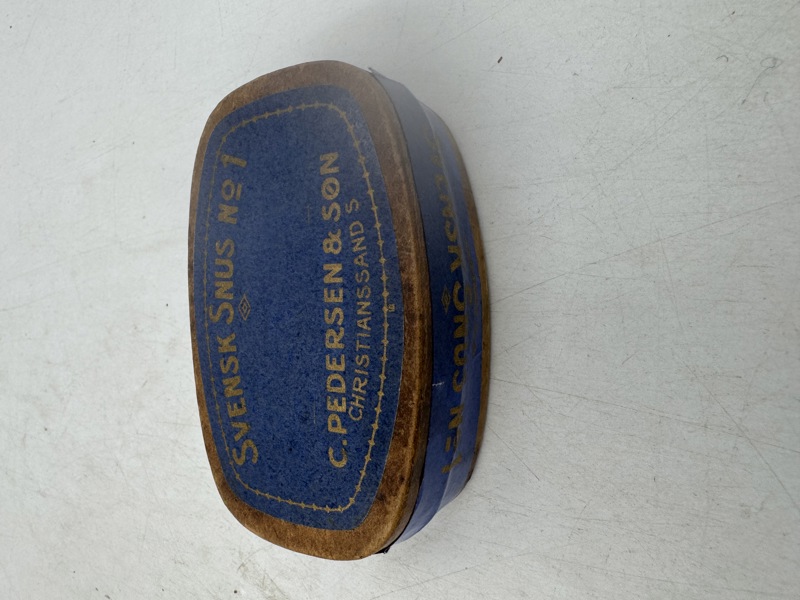 SVENSK SNUS No 1
C. PEDERSEN & SØN
CHRISTIANSSAND S